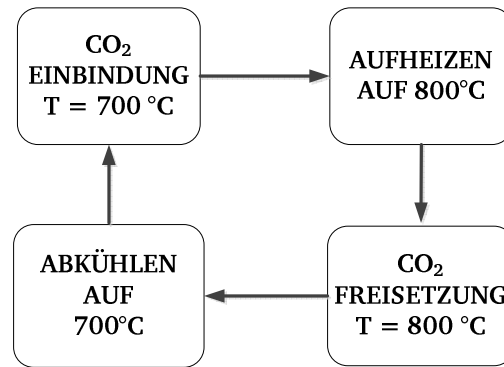 CO₂
EINBINDUNG
T = 700 °C
AUFHEIZEN
AUF 800°C
CO₂
FREISETZUNG
T = 800 °C
ABKÜHLEN
AUF
700°C